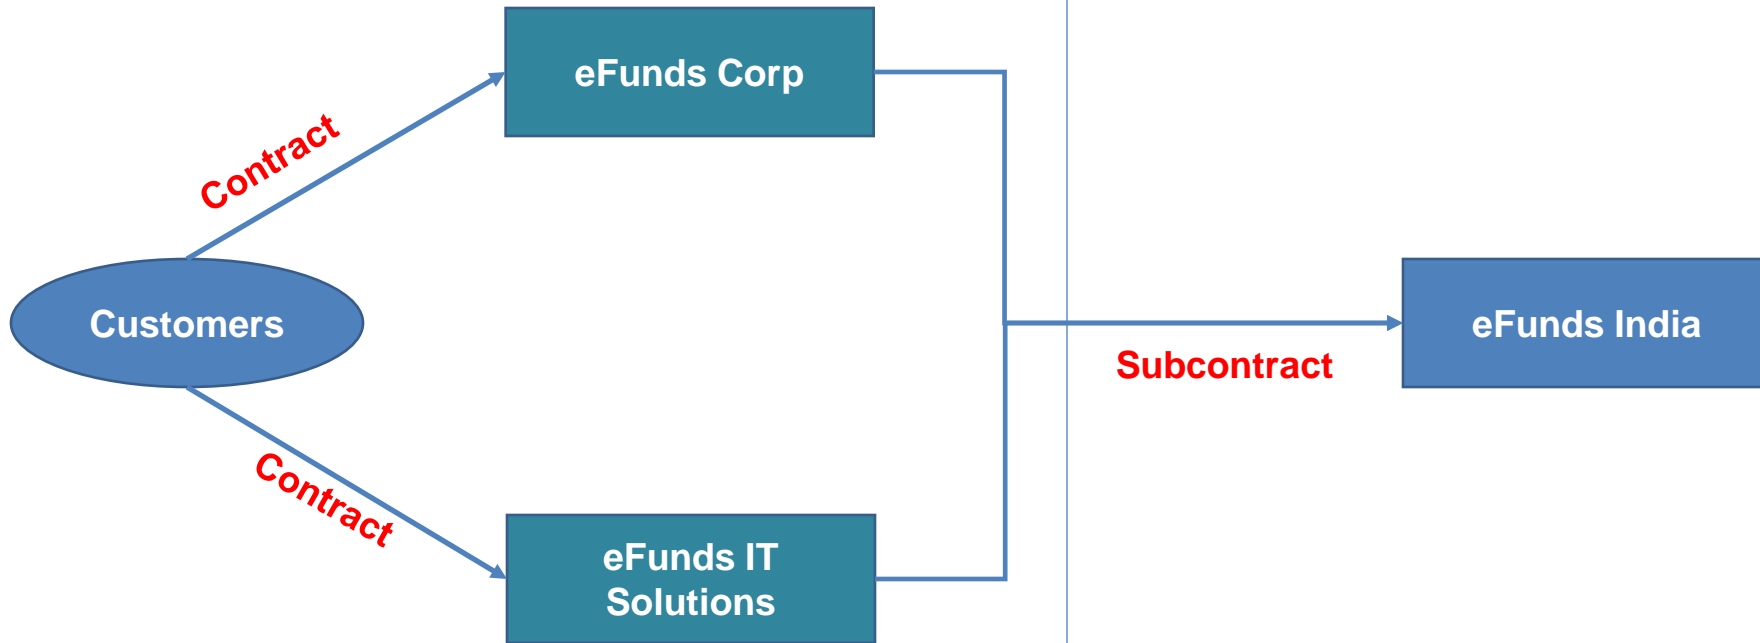 eFunds Corp
Contract
Customers
eFunds India
Subcontract
Contract
eFunds IT
Solutions